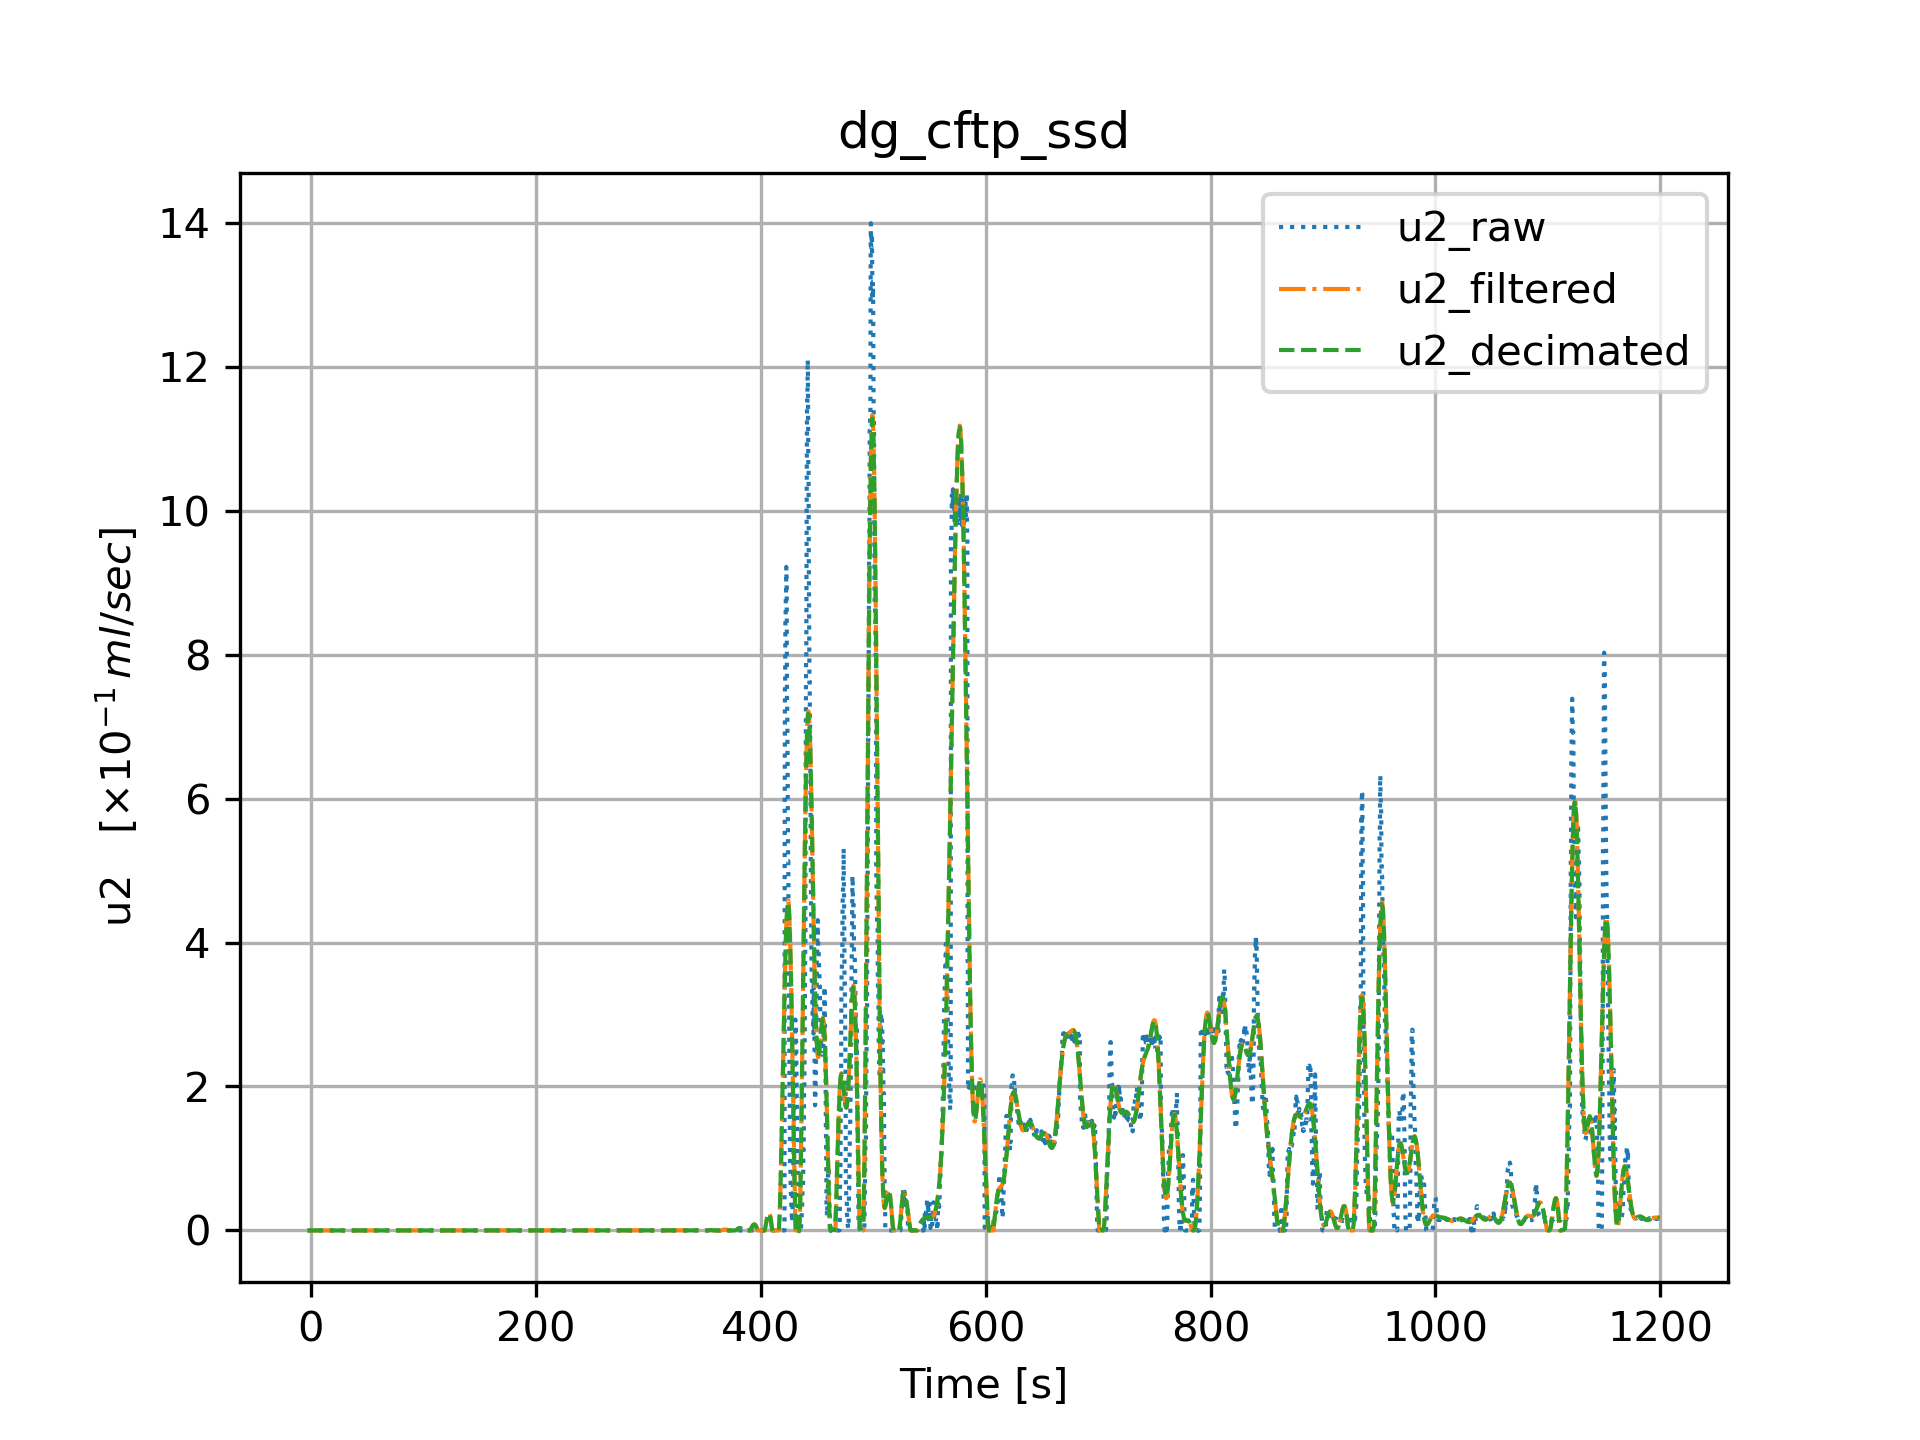 dg_cftp_ssd
14
12
10
8
6
4
2
0
u2 [×10⁻¹ ml/sec]
u2_raw
u2_filtered
u2_decimated
0 200 400 600 800 1000 1200
Time [s]